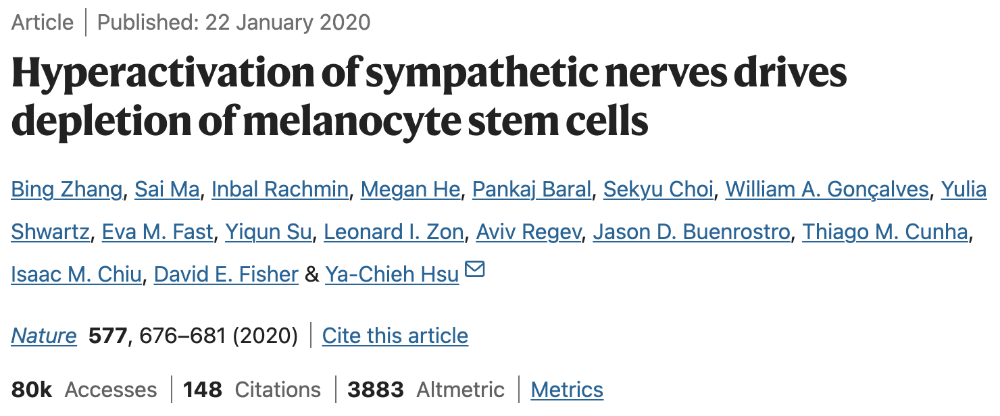 Article | Published: 22 January 2020
Hyperactivation of sympathetic nerves drives
depletion of melanocyte stem cells
Bing Zhang, Sai Ma, Inbal Rachmin, Megan He, Pankaj Baral, Sekyu Choi, William A. Gonçalves, Yulia
Shwartz, Eva M. Fast, Yiqun Su, Leonard I. Zon, Aviv Regev, Jason D. Buenrostro, Thiago M. Cunha,
Isaac M. Chiu, David E. Fisher & Ya-Chieh Hsu
Nature 577, 676–681 (2020) | Cite this article
80k Accesses | 148 Citations | 3883 Altmetric | Metrics